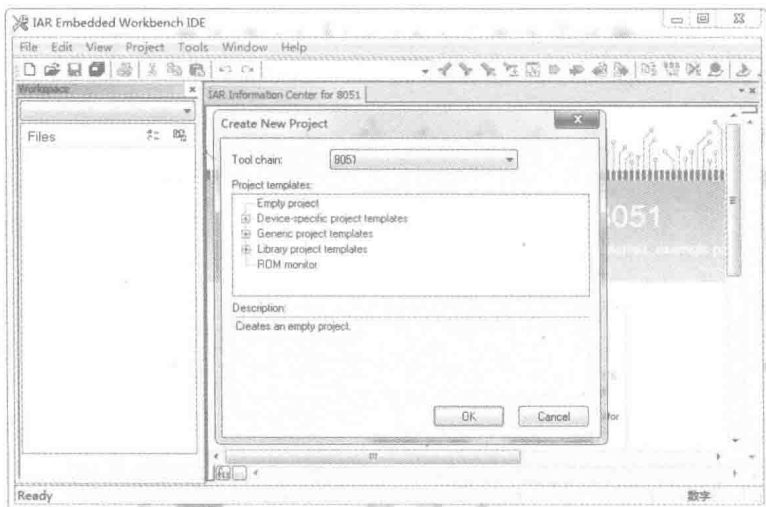 IAR Embedded Workbench IDE
File Edit View Project Tools Window Help
Workspace
IAR Information Center for 8051
Files
Create New Project
Tool chain:
8051
Project templates:
Empty project
Device-specific project templates
Generic project templates
Library project templates
ROM monitor
Description:
Creates an empty project.
OK
Cancel
8051
for
Ready
数字